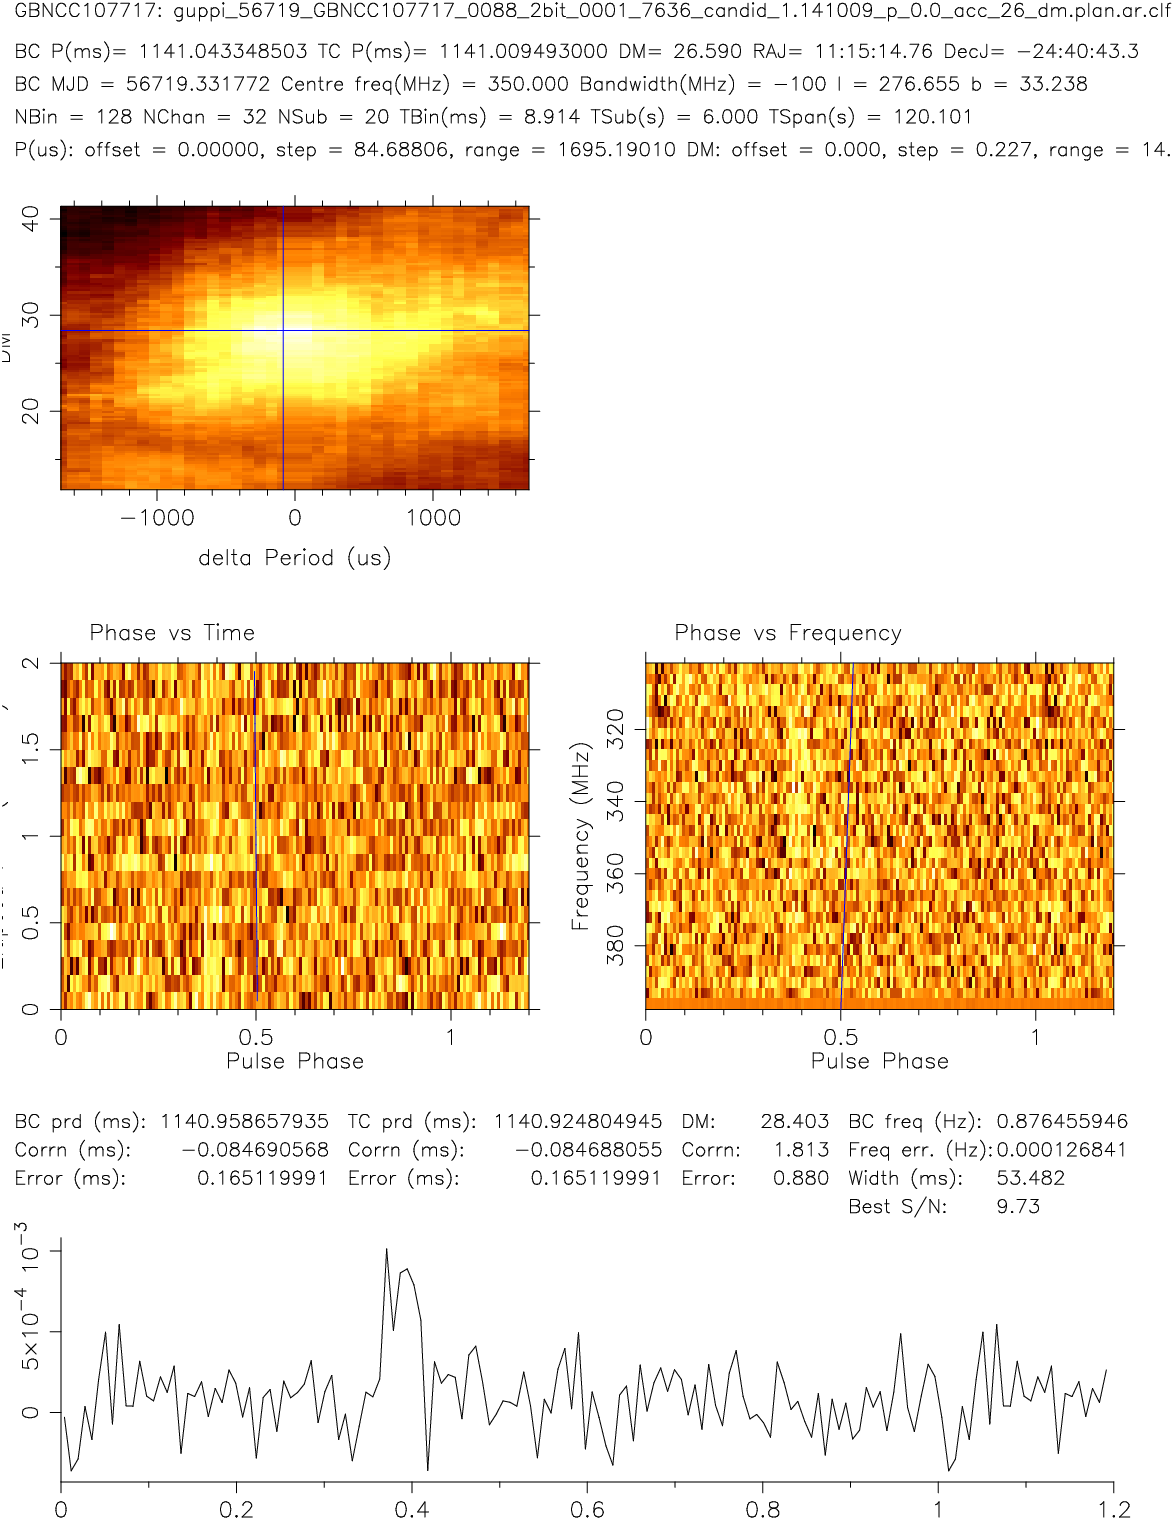 GBNCC107717: guppi_56719_GBNCC107717_0088_2bit_0001_7636_candid_1.141009_p_0.0_acc_26_dm.plan.ar.clf
BC P(ms)= 1141.043348503 TC P(ms)= 1141.009493000 DM= 26.590 RAJ= 11:15:14.76 DecJ= −24:40:43.3
BC MJD = 56719.331772 Centre freq(MHz) = 350.000 Bandwidth(MHz) = −100 l = 276.655 b = 33.238
NBin = 128 NChan = 32 NSub = 20 TBin(ms) = 8.914 TSub(s) = 6.000 TSpan(s) = 120.101
P(us): offset = 0.00000, step = 84.68806, range = 1695.19010 DM: offset = 0.000, step = 0.227, range = 14.
40
30
20
DM
−1000 0 1000
delta Period (us)
Phase vs Time
2
1.5
1
0.5
0
0 0.5 1
Pulse Phase
Phase vs Frequency
320
340
360
380
Frequency (MHz)
0 0.5 1
Pulse Phase
BC prd (ms): 1140.958657935 TC prd (ms): 1140.924804945 DM: 28.403 BC freq (Hz): 0.876455946
Corrn (ms): −0.084690568 Corrn (ms): −0.084688055 Corrn: 1.813 Freq err. (Hz): 0.000126841
Error (ms): 0.165119991 Error (ms): 0.165119991 Error: 0.880 Width (ms): 53.482
Best S/N: 9.73
10⁻³
5×10⁻⁴
0
0 0.2 0.4 0.6 0.8 1 1.2